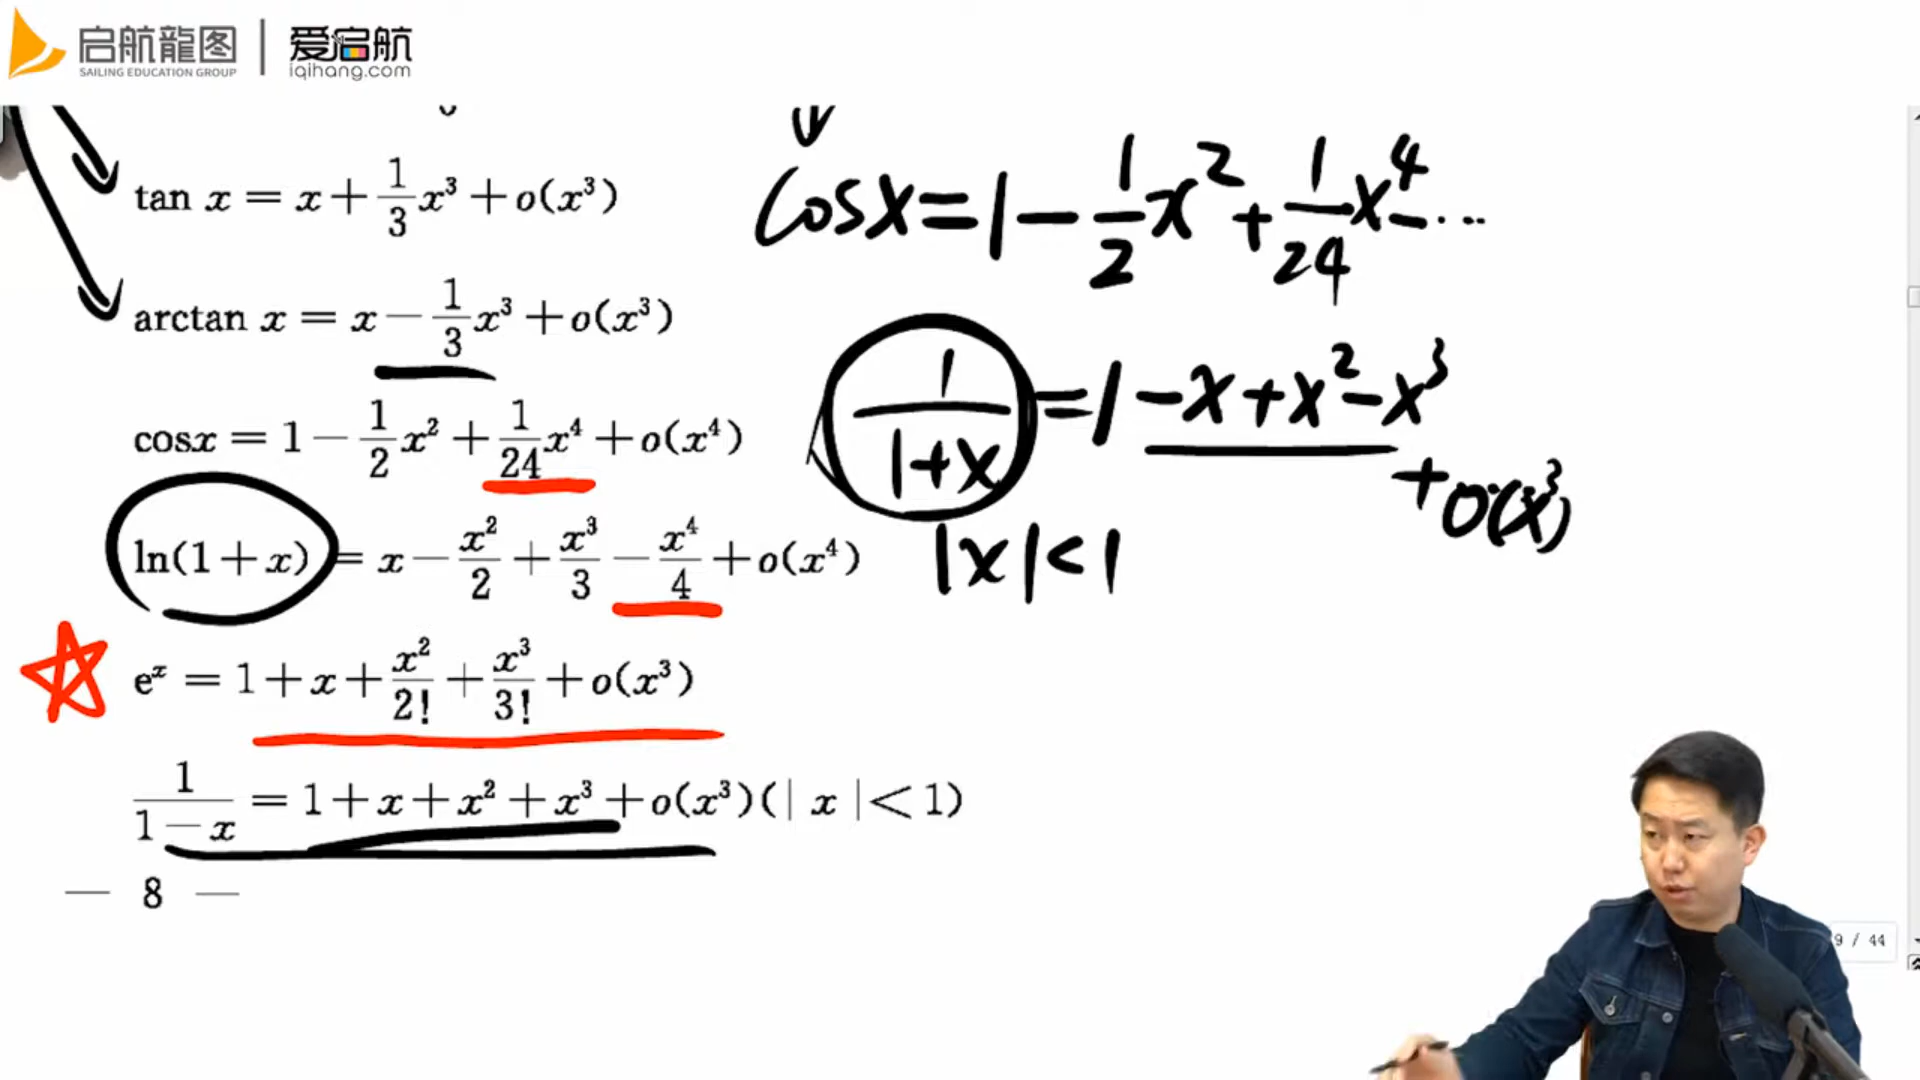 启航龍图 | 爱启航
SAILING EDUCATION GROUP iqihang.com
tan x = x + 1/3 x³ + o(x³)
arctan x = x − 1/3 x³ + o(x³)
cosx = 1 − 1/2 x² + 1/24 x⁴ + o(x⁴)
ln(1 + x) = x − x²/2 + x³/3 − x⁴/4 + o(x⁴)
eˣ = 1 + x + x²/2! + x³/3! + o(x³)
1/(1 − x) = 1 + x + x² + x³ + o(x³)(| x | < 1)
— 8 —
cosx = 1 − 1/2 x² + 1/24 x⁴ − ...
1/(1+x) = 1 − x + x² − x³
+ o(x³)
|x| < 1
9 / 44